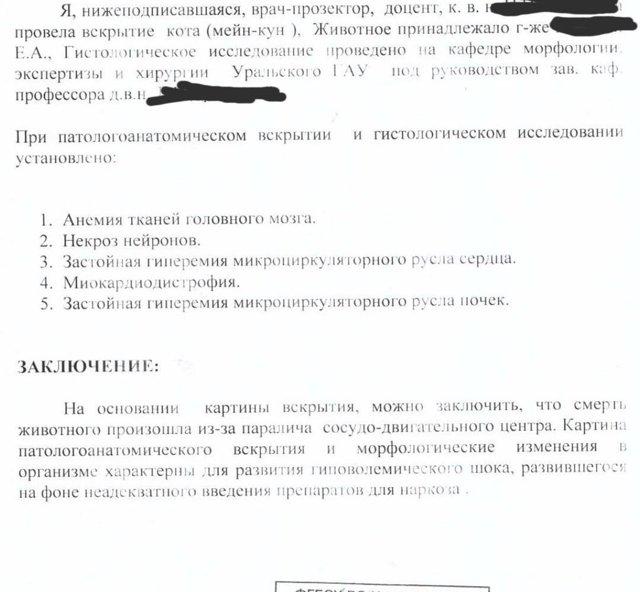 Я, нижеподписавшаяся, врач-прозектор, доцент, к. в. н
провела вскрытие кота (мейн-кун ), Животное принадлежало г-же
Е.А., Гистологическое исследование проведено на кафедре морфологии,
экспертизы и хирургии Уральского ГАУ под руководством зав. каф.
профессора д.в.н.
При патологоанатомическом вскрытии и гистологическом исследовании
установлено:
1. Анемия тканей головного мозга.
2. Некроз нейронов.
3. Застойная гиперемия микроциркуляторного русла сердца.
4. Миокардиодистрофия.
5. Застойная гиперемия микроциркуляторного русла почек.
ЗАКЛЮЧЕНИЕ:
На основании картины вскрытия, можно заключить, что смерть
животного произошла из-за паралича сосудо-двигательного центра. Картина
патологоанатомического вскрытия и морфологические изменения в
организме характерны для развития гиповолемического шока, развившегося
на фоне неадекватного введения препаратов для наркоза .